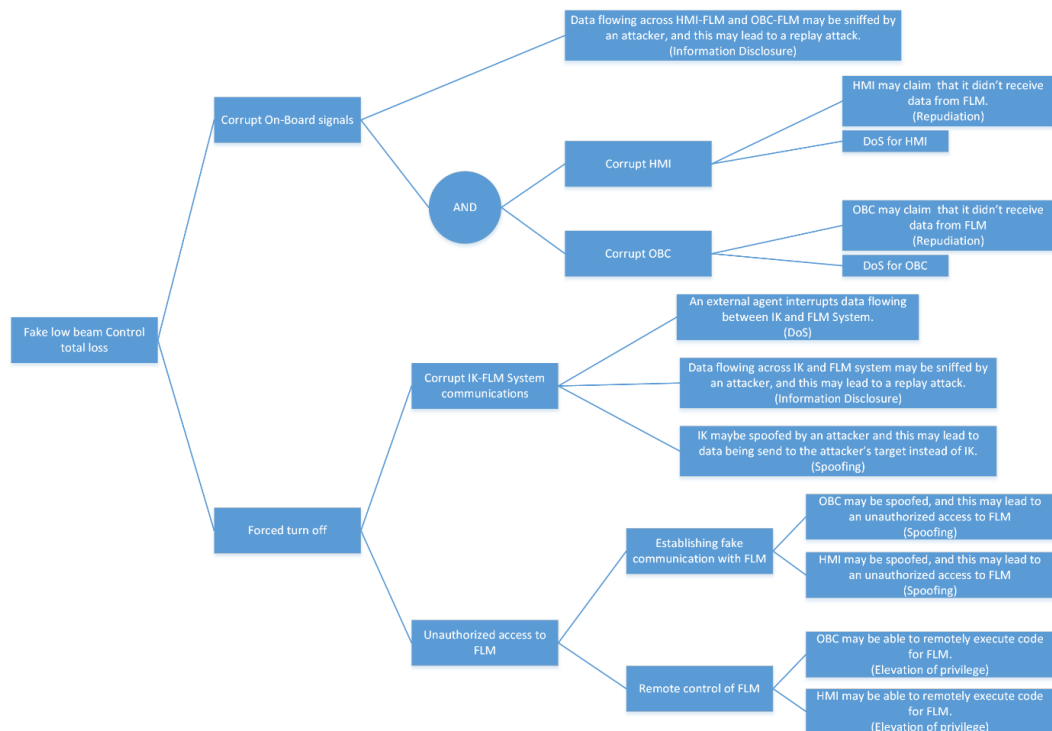 Data flowing across HMI-FLM and OBC-FLM may be sniffed by
an attacker, and this may lead to a replay attack.
(Information Disclosure)
HMI may claim  that it didn't receive
data from FLM.
(Repudiation)
Corrupt On-Board signals
DoS for HMI
Corrupt HMI
AND
OBC may claim  that it didn't receive
data from FLM
(Repudiation)
Corrupt OBC
DoS for OBC
An external agent interrupts data flowing
between IK and FLM System.
(DoS)
Fake low beam Control
total loss
Corrupt IK-FLM System
communications
Data flowing across IK and FLM system may be sniffed by
an attacker, and this may lead to a replay attack.
(Information Disclosure)
IK maybe spoofed by an attacker and this may lead to
data being send to the attacker's target instead of IK.
(Spoofing)
Forced turn off
OBC may be spoofed, and this may lead to
an unauthorized access to FLM
(Spoofing)
Establishing fake
communication with FLM
HMI may be spoofed, and this may lead to
an unauthorized access to FLM
(Spoofing)
Unauthorized access to
FLM
OBC may be able to remotely execute code
for FLM.
(Elevation of privilege)
Remote control of FLM
HMI may be able to remotely execute code
for FLM.
(Elevation of privilege)